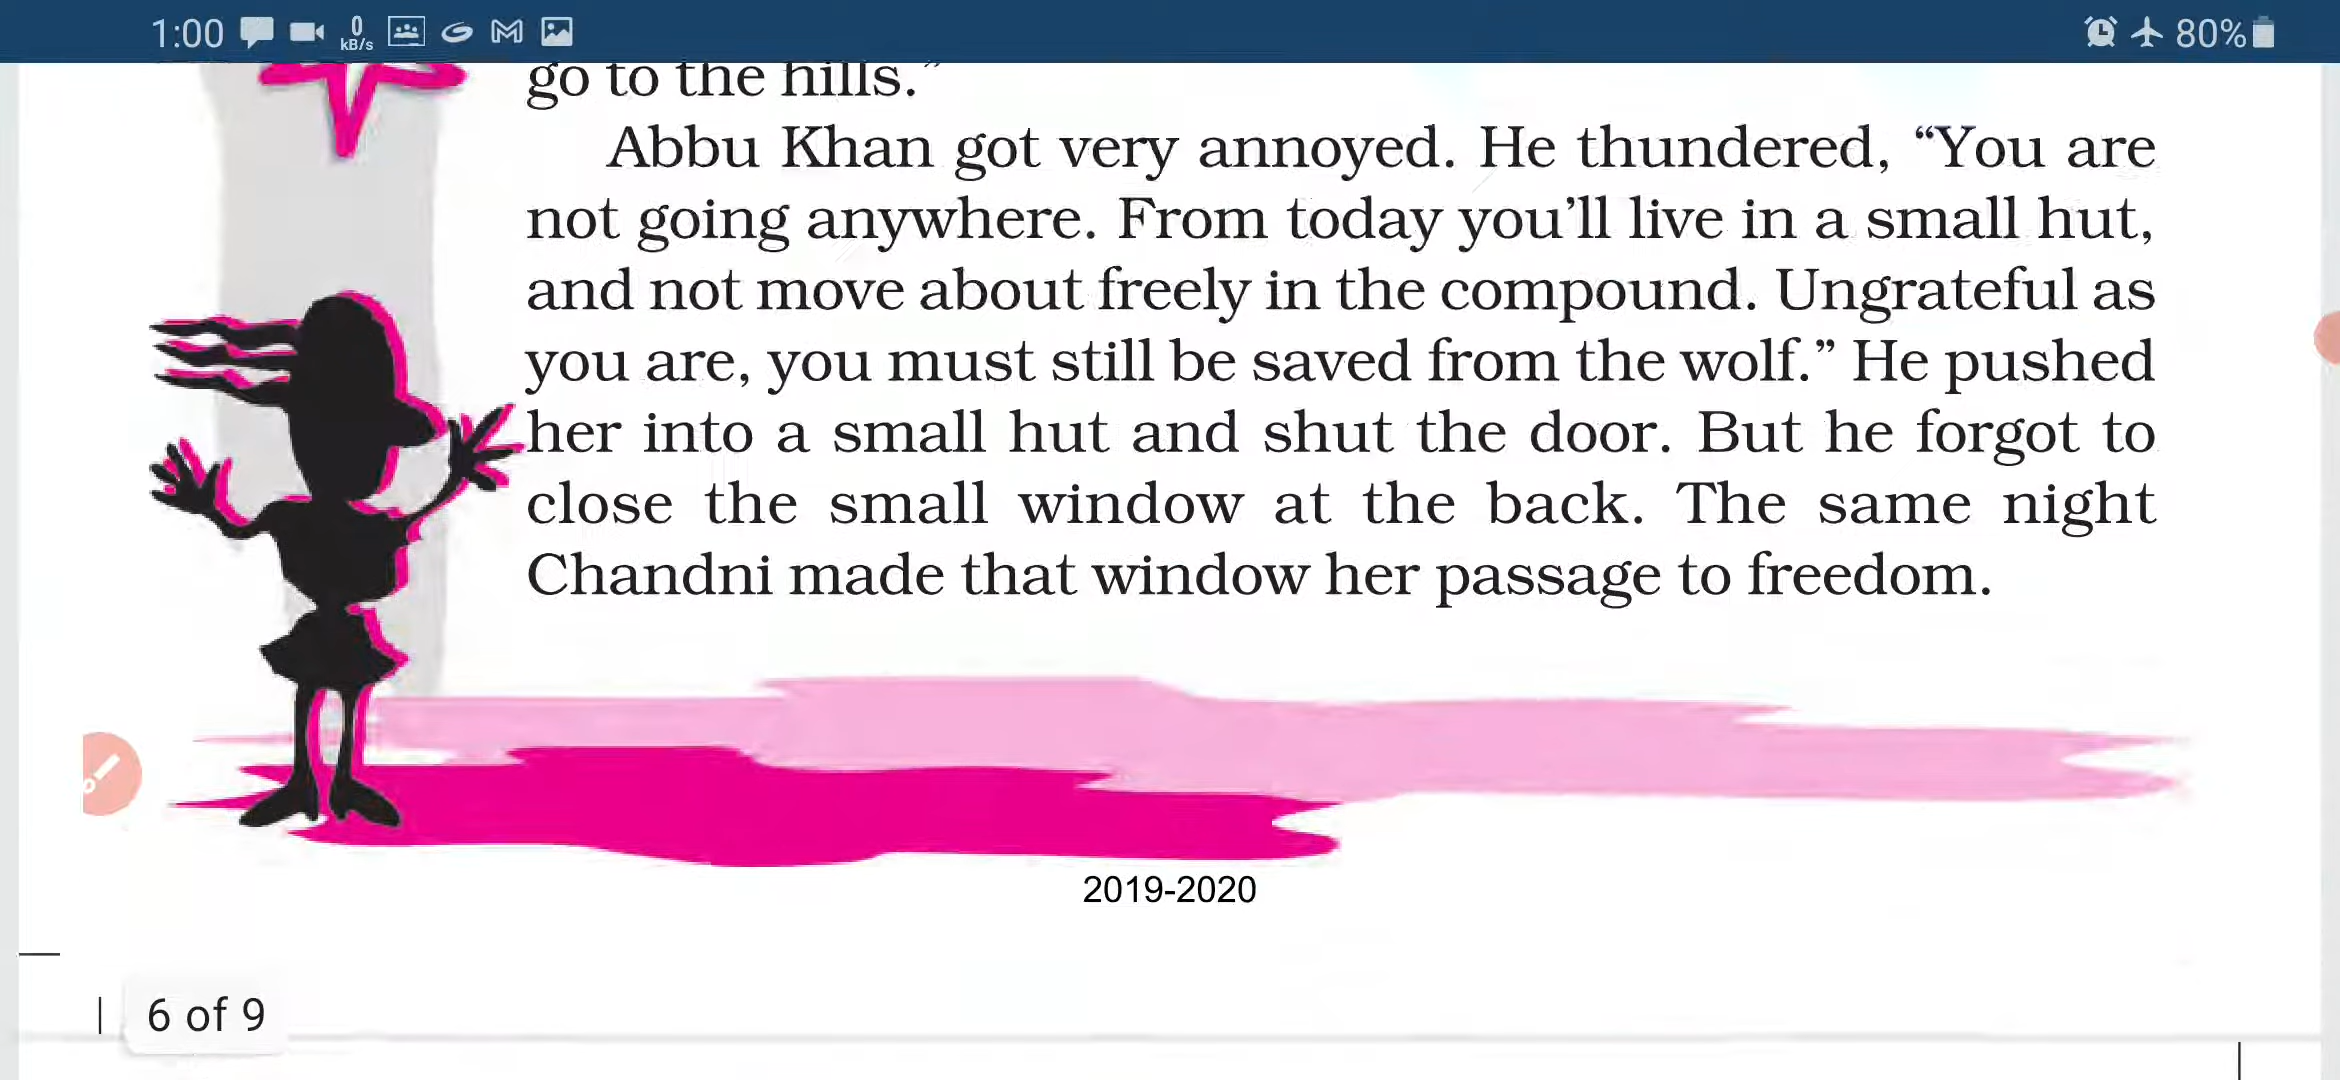 1:00 0 kB/s 80%
go to the hills.”
Abbu Khan got very annoyed. He thundered, “You are
not going anywhere. From today you’ll live in a small hut,
and not move about freely in the compound. Ungrateful as
you are, you must still be saved from the wolf.” He pushed
her into a small hut and shut the door. But he forgot to
close the small window at the back. The same night
Chandni made that window her passage to freedom.
2019-2020
6 of 9